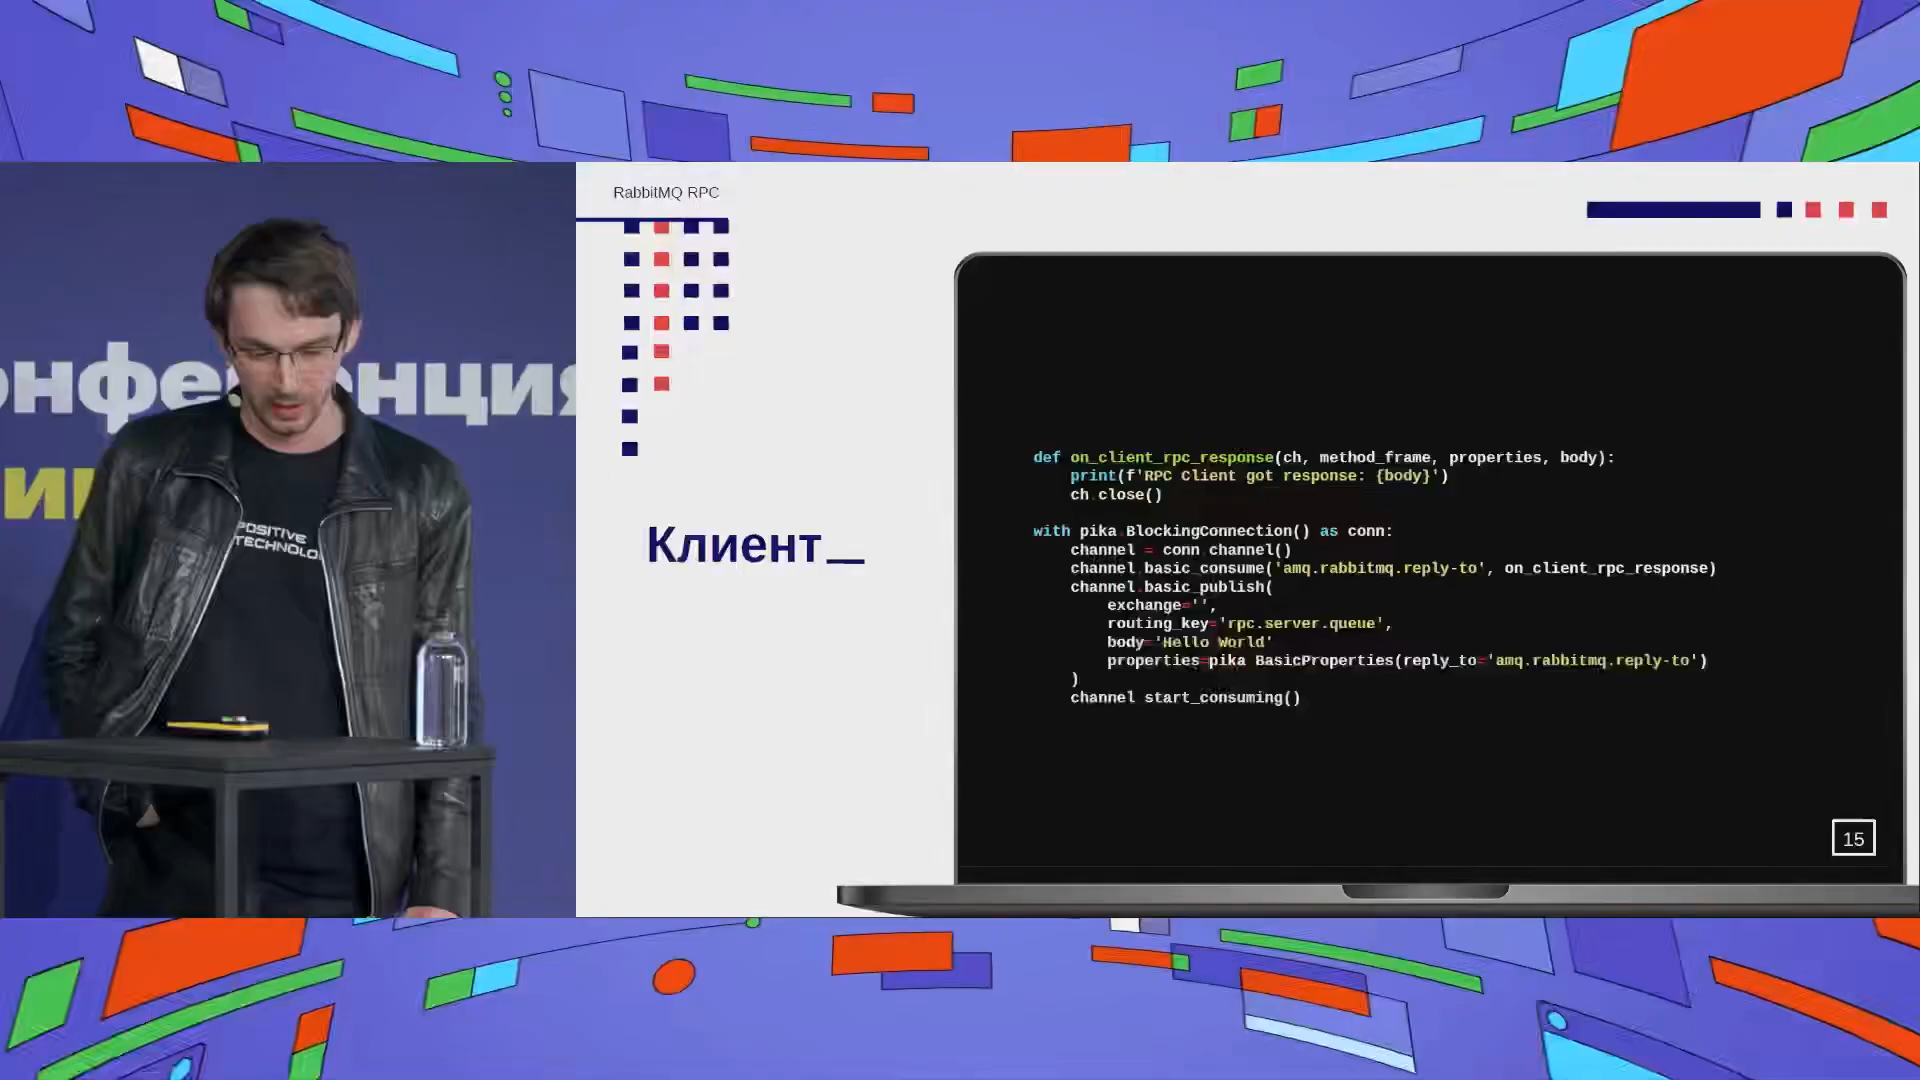 онференция
ии
POSITIVE
TECHNOLO
RabbitMQ RPC
Клиент_
def on_client_rpc_response(ch, method_frame, properties, body):
print(f'RPC Client got response: {body}')
ch.close()
with pika.BlockingConnection() as conn:
channel = conn.channel()
channel.basic_consume('amq.rabbitmq.reply-to', on_client_rpc_response)
channel.basic_publish(
exchange='',
routing_key='rpc.server.queue',
body='Hello World'
properties=pika.BasicProperties(reply_to='amq.rabbitmq.reply-to')
)
channel.start_consuming()
15